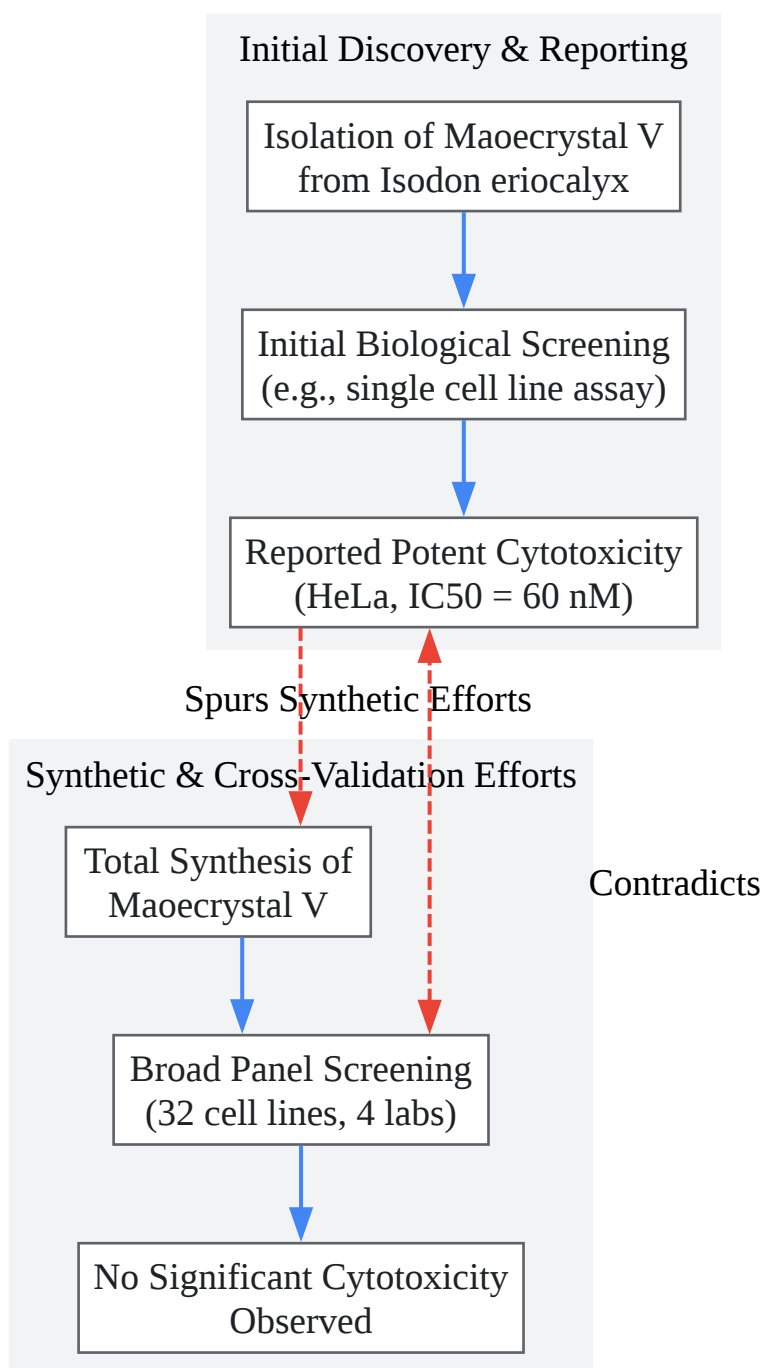 Initial Discovery & Reporting
Isolation of Maoecrystal V
from Isodon eriocalyx
Initial Biological Screening
(e.g., single cell line assay)
Reported Potent Cytotoxicity
(HeLa, IC50 = 60 nM)
Spurs Synthetic Efforts
Synthetic & Cross-Validation Efforts
Total Synthesis of
Maoecrystal V
Contradicts
Broad Panel Screening
(32 cell lines, 4 labs)
No Significant Cytotoxicity
Observed